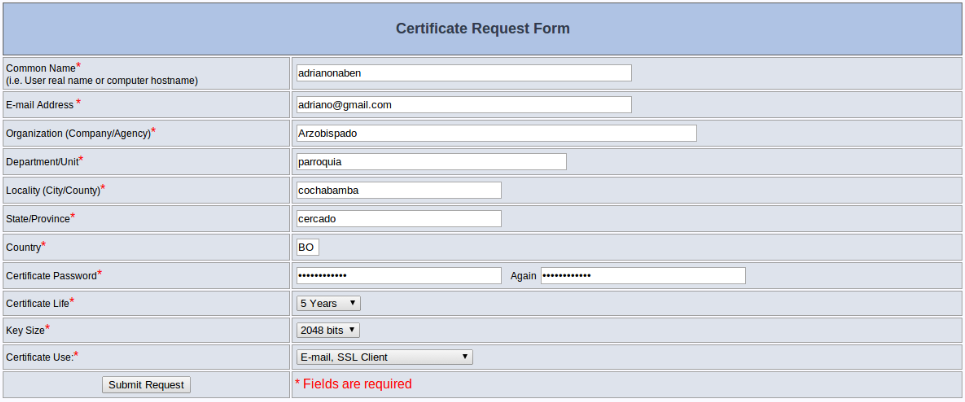 Certificate Request Form
Common Name*
(i.e. User real name or computer hostname)
adrianonaben
E-mail Address *
adriano@gmail.com
Organization (Company/Agency)*
Arzobispado
Department/Unit*
parroquia
Locality (City/County)*
cochabamba
State/Province*
cercado
Country*
BO
Certificate Password*
•••••••••••• Again ••••••••••••
Certificate Life*
5 Years
Key Size*
2048 bits
Certificate Use:*
E-mail, SSL Client
Submit Request
* Fields are required